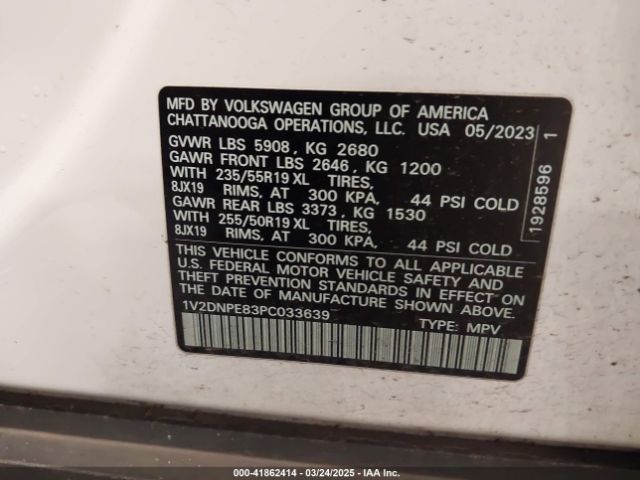 MFD BY VOLKSWAGEN GROUP OF AMERICA
CHATTANOOGA OPERATIONS, LLC. USA 05/2023
GVWR LBS 5908, KG 2680
GAWR FRONT LBS 2646, KG 1200
WITH 235/55R19 XL TIRES,
8JX19 RIMS, AT 300 KPA, 44 PSI COLD
GAWR REAR LBS 3373, KG 1530
WITH 255/50R19 XL TIRES,
8JX19 RIMS, AT 300 KPA, 44 PSI COLD
THIS VEHICLE CONFORMS TO ALL APPLICABLE
U.S. FEDERAL MOTOR VEHICLE SAFETY AND
THEFT PREVENTION STANDARDS IN EFFECT ON
THE DATE OF MANUFACTURE SHOWN ABOVE.
1V2DNPE83PC033639 TYPE: MPV
1928596 1
000-41862414 - 03/24/2025 - IAA Inc.